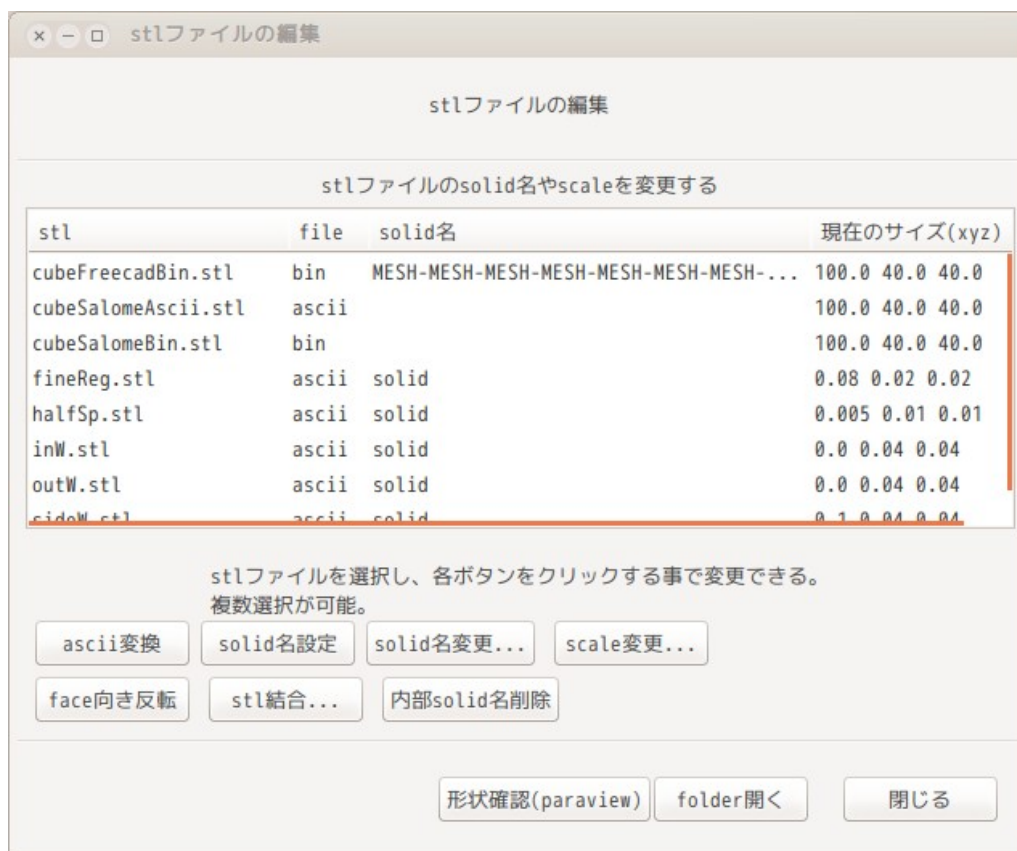 stlファイルの編集
stlファイルの編集
stlファイルのsolid名やscaleを変更する
stl file solid名 現在のサイズ(xyz)
cubeFreecadBin.stl bin MESH-MESH-MESH-MESH-MESH-MESH-MESH-... 100.0 40.0 40.0
cubeSalomeAscii.stl ascii 100.0 40.0 40.0
cubeSalomeBin.stl bin 100.0 40.0 40.0
fineReg.stl ascii solid 0.08 0.02 0.02
halfSp.stl ascii solid 0.005 0.01 0.01
inW.stl ascii solid 0.0 0.04 0.04
outW.stl ascii solid 0.0 0.04 0.04
sideW.stl ascii solid 0.1 0.04 0.04
stlファイルを選択し、各ボタンをクリックする事で変更できる。
複数選択が可能。
ascii変換 solid名設定 solid名変更... scale変更...
face向き反転 stl結合... 内部solid名削除
形状確認(paraview) folder開く 閉じる